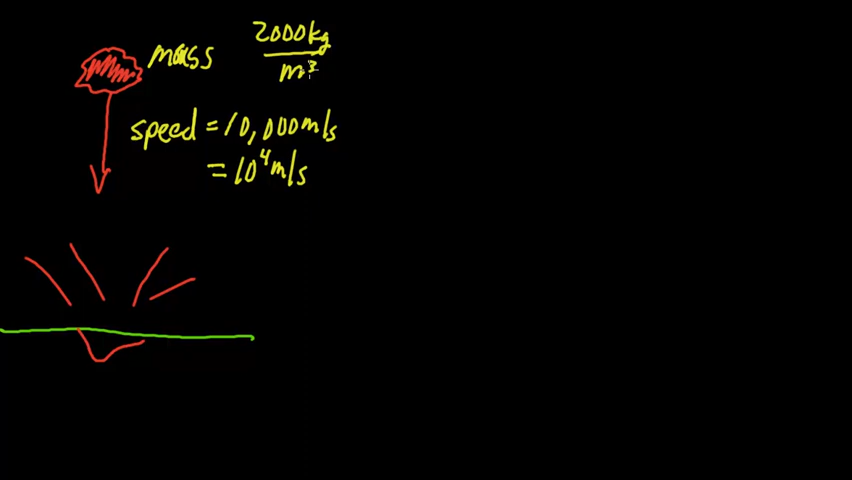 mass 2000kg
m³
speed = 10,000m/s
= 10⁴m/s